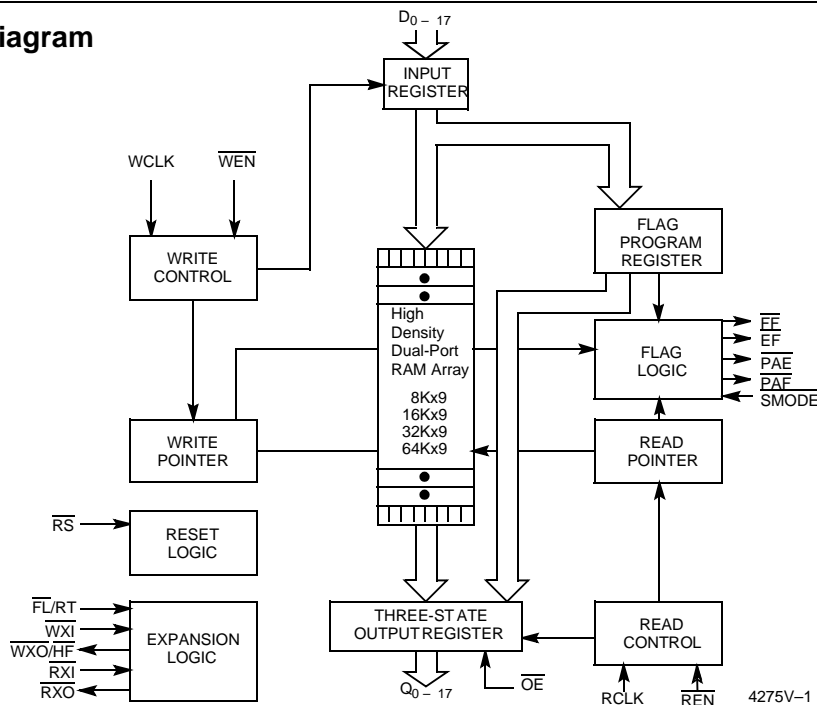 iagram
D0 – 17
INPUT
REGISTER
WCLK
WEN
FLAG
PROGRAM
REGISTER
WRITE
CONTROL
High
Density
Dual-Port
RAM Array
8Kx9
16Kx9
32Kx9
64Kx9
FLAG
LOGIC
FF
EF
PAE
PAF
SMODE
WRITE
POINTER
READ
POINTER
RS
RESET
LOGIC
FL/RT
WXI
WXO/HF
RXI
RXO
EXPANSION
LOGIC
THREE-STATE
OUTPUT REGISTER
READ
CONTROL
Q0 – 17
OE
RCLK
REN
4275V–1